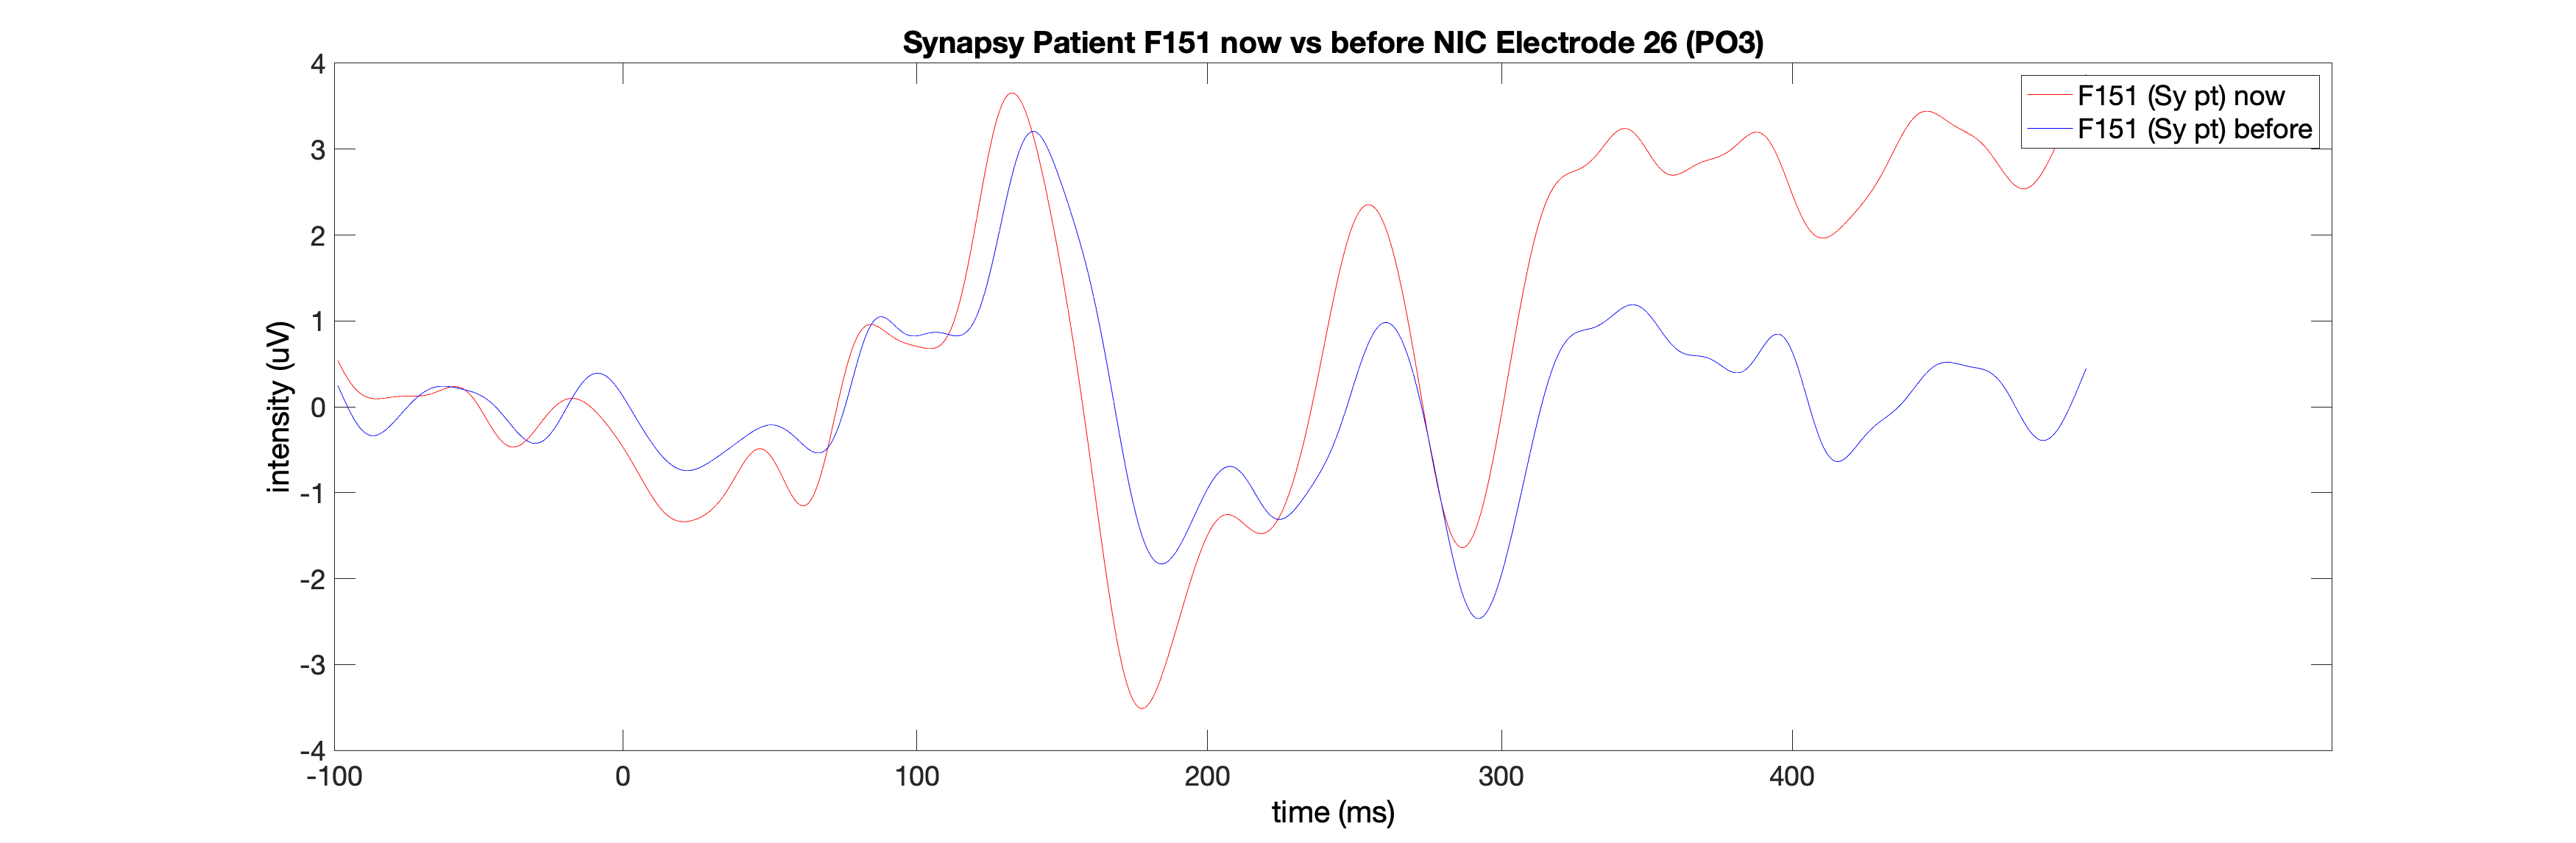 Synapsy Patient F151 now vs before NIC Electrode 26 (PO3)
F151 (Sy pt) now
F151 (Sy pt) before
intensity (uV)
4
3
2
1
0
-1
-2
-3
-4
-100 0 100 200 300 400
time (ms)